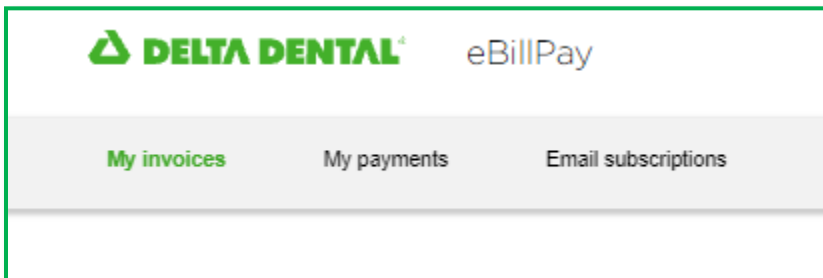 DELTA DENTAL® eBillPay
My invoices My payments Email subscriptions